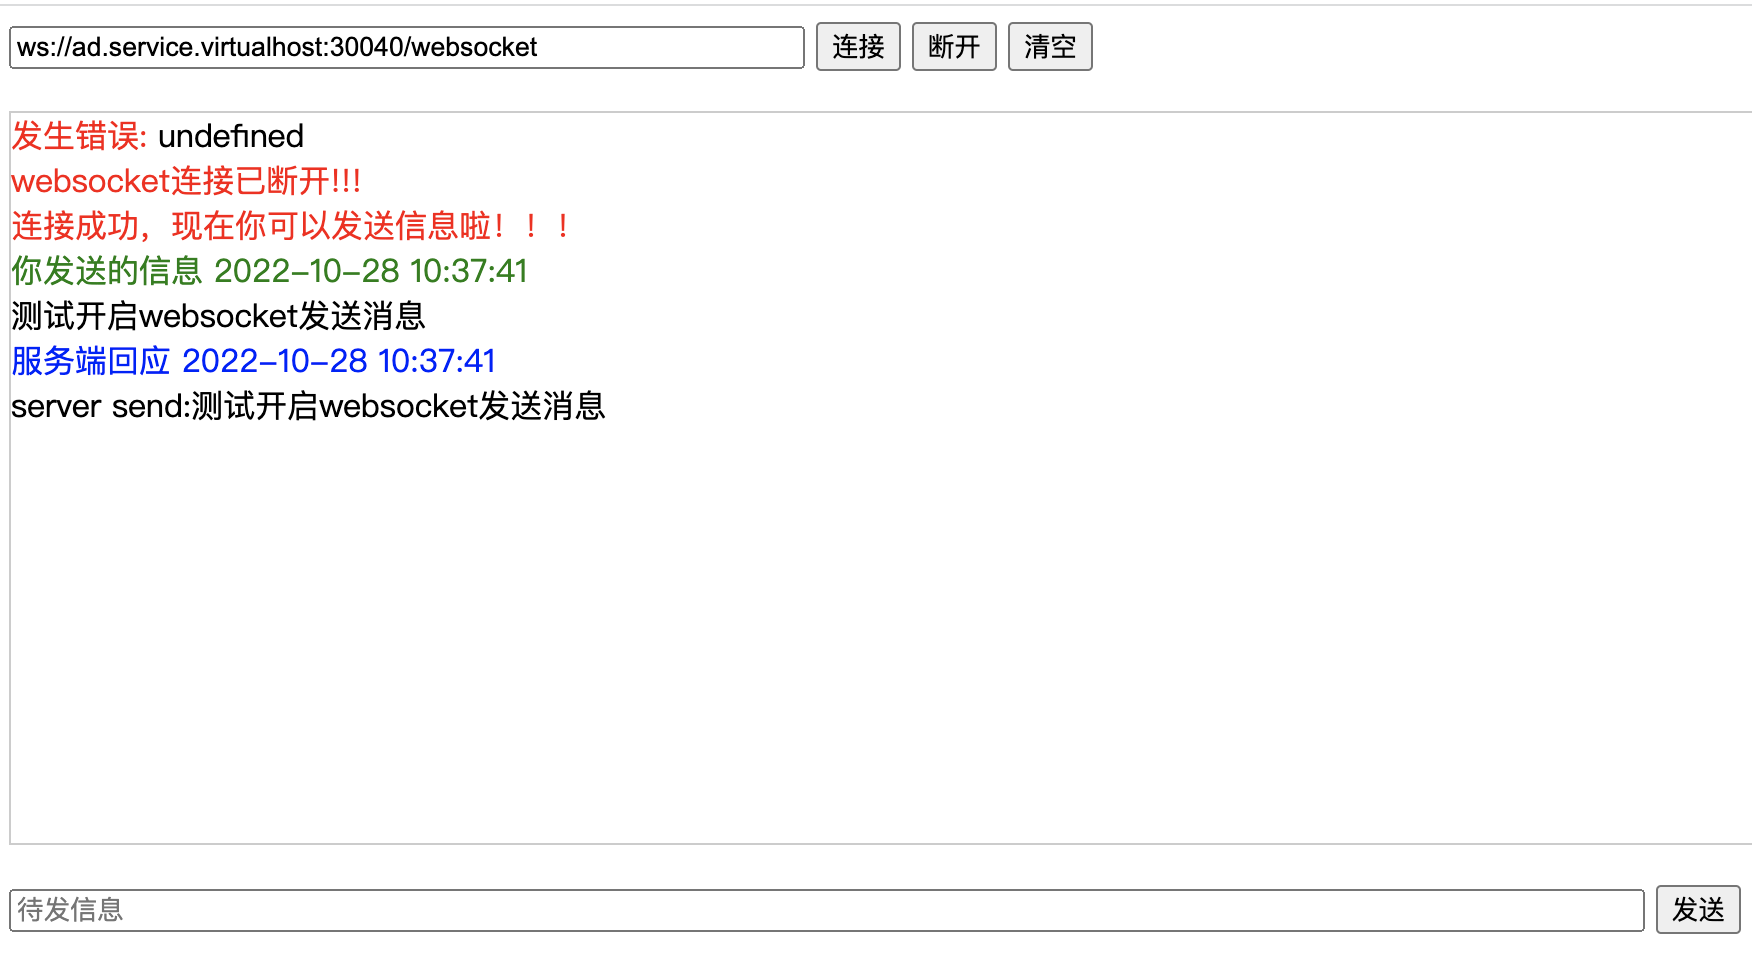 ws://ad.service.virtualhost:30040/websocket 连接 断开 清空
发生错误: undefined
websocket连接已断开!!!
连接成功，现在你可以发送信息啦！！！
你发送的信息 2022-10-28 10:37:41
测试开启websocket发送消息
服务端回应 2022-10-28 10:37:41
server send:测试开启websocket发送消息
待发信息 发送